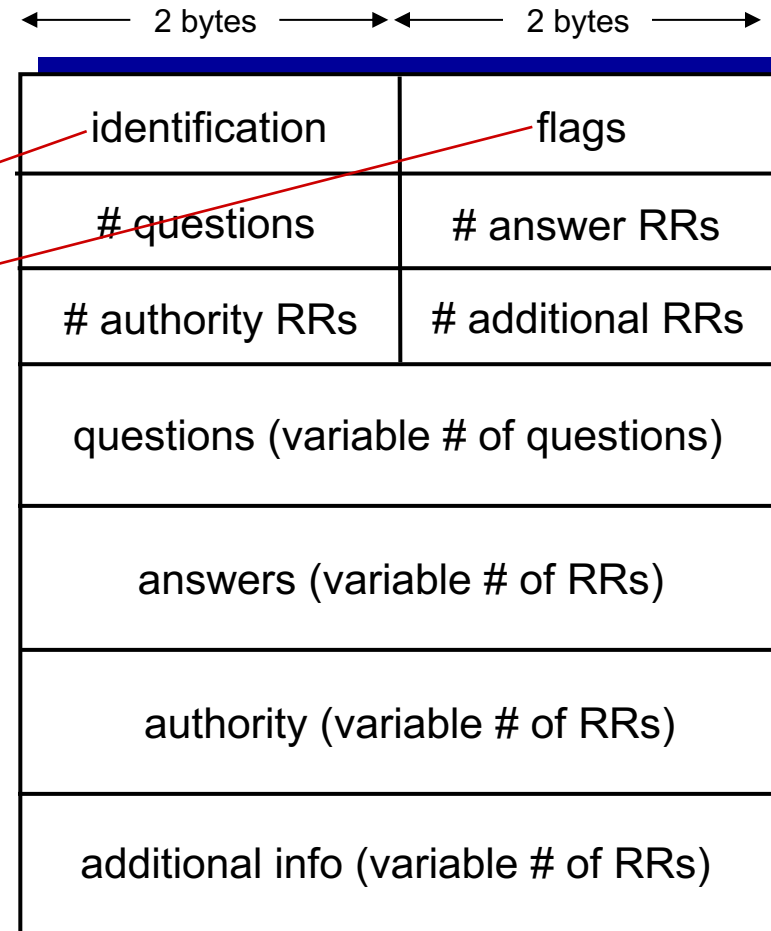 2 bytes 2 bytes
identification flags
# questions # answer RRs
# authority RRs # additional RRs
questions (variable # of questions)
answers (variable # of RRs)
authority (variable # of RRs)
additional info (variable # of RRs)